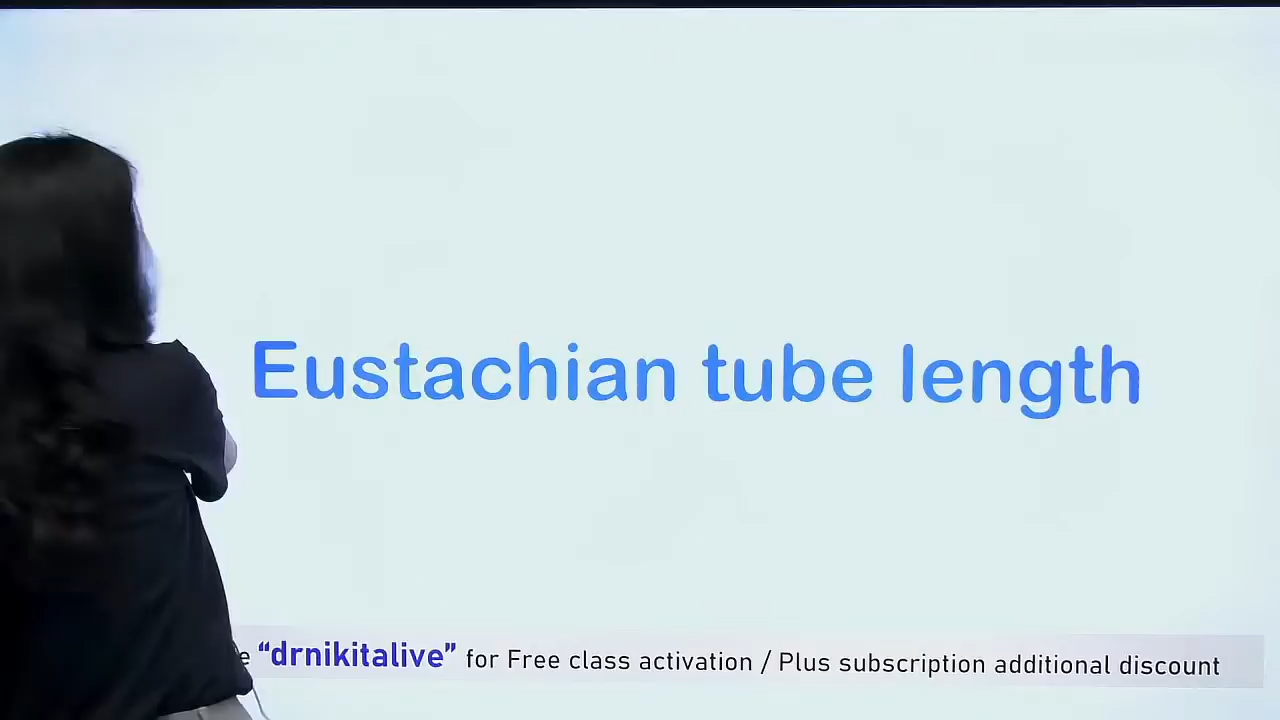 Eustachian tube length
“drnikitalive” for Free class activation / Plus subscription additional discount